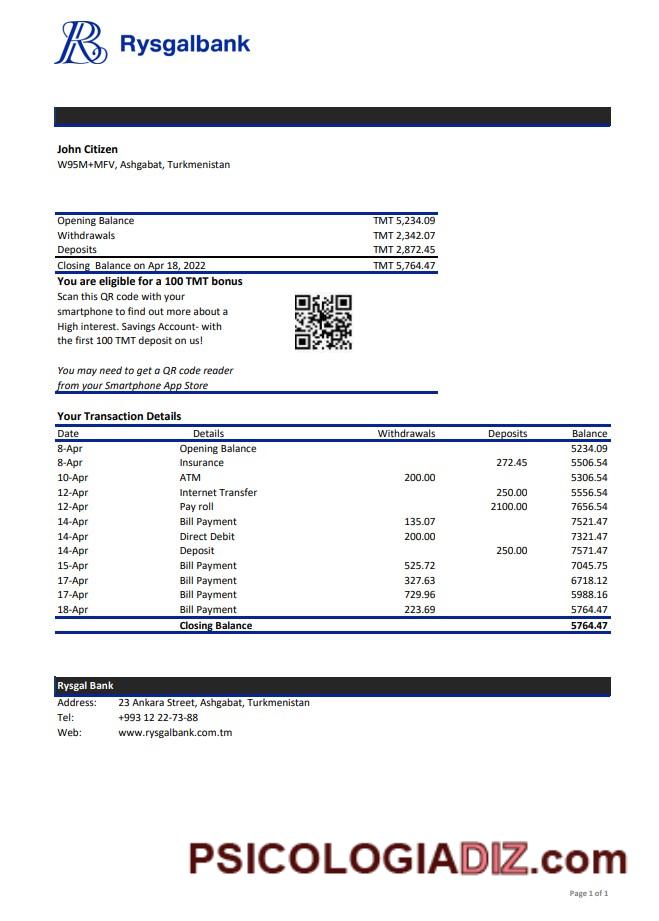 Rysgalbank
John Citizen
W95M+MFV, Ashgabat, Turkmenistan
Opening Balance TMT 5,234.09
Withdrawals TMT 2,342.07
Deposits TMT 2,872.45
Closing Balance on Apr 18, 2022 TMT 5,764.47
You are eligible for a 100 TMT bonus
Scan this QR code with your
smartphone to find out more about a
High interest. Savings Account- with
the first 100 TMT deposit on us!
You may need to get a QR code reader
from your Smartphone App Store
Your Transaction Details
Date Details Withdrawals Deposits Balance
8-Apr Opening Balance 5234.09
8-Apr Insurance 272.45 5506.54
10-Apr ATM 200.00 5306.54
12-Apr Internet Transfer 250.00 5556.54
12-Apr Pay roll 2100.00 7656.54
14-Apr Bill Payment 135.07 7521.47
14-Apr Direct Debit 200.00 7321.47
14-Apr Deposit 250.00 7571.47
15-Apr Bill Payment 525.72 7045.75
17-Apr Bill Payment 327.63 6718.12
17-Apr Bill Payment 729.96 5988.16
18-Apr Bill Payment 223.69 5764.47
Closing Balance 5764.47
Rysgal Bank
Address: 23 Ankara Street, Ashgabat, Turkmenistan
Tel: +993 12 22-73-88
Web: www.rysgalbank.com.tm
PSICOLOGIADIZ.com
Page 1 of 1